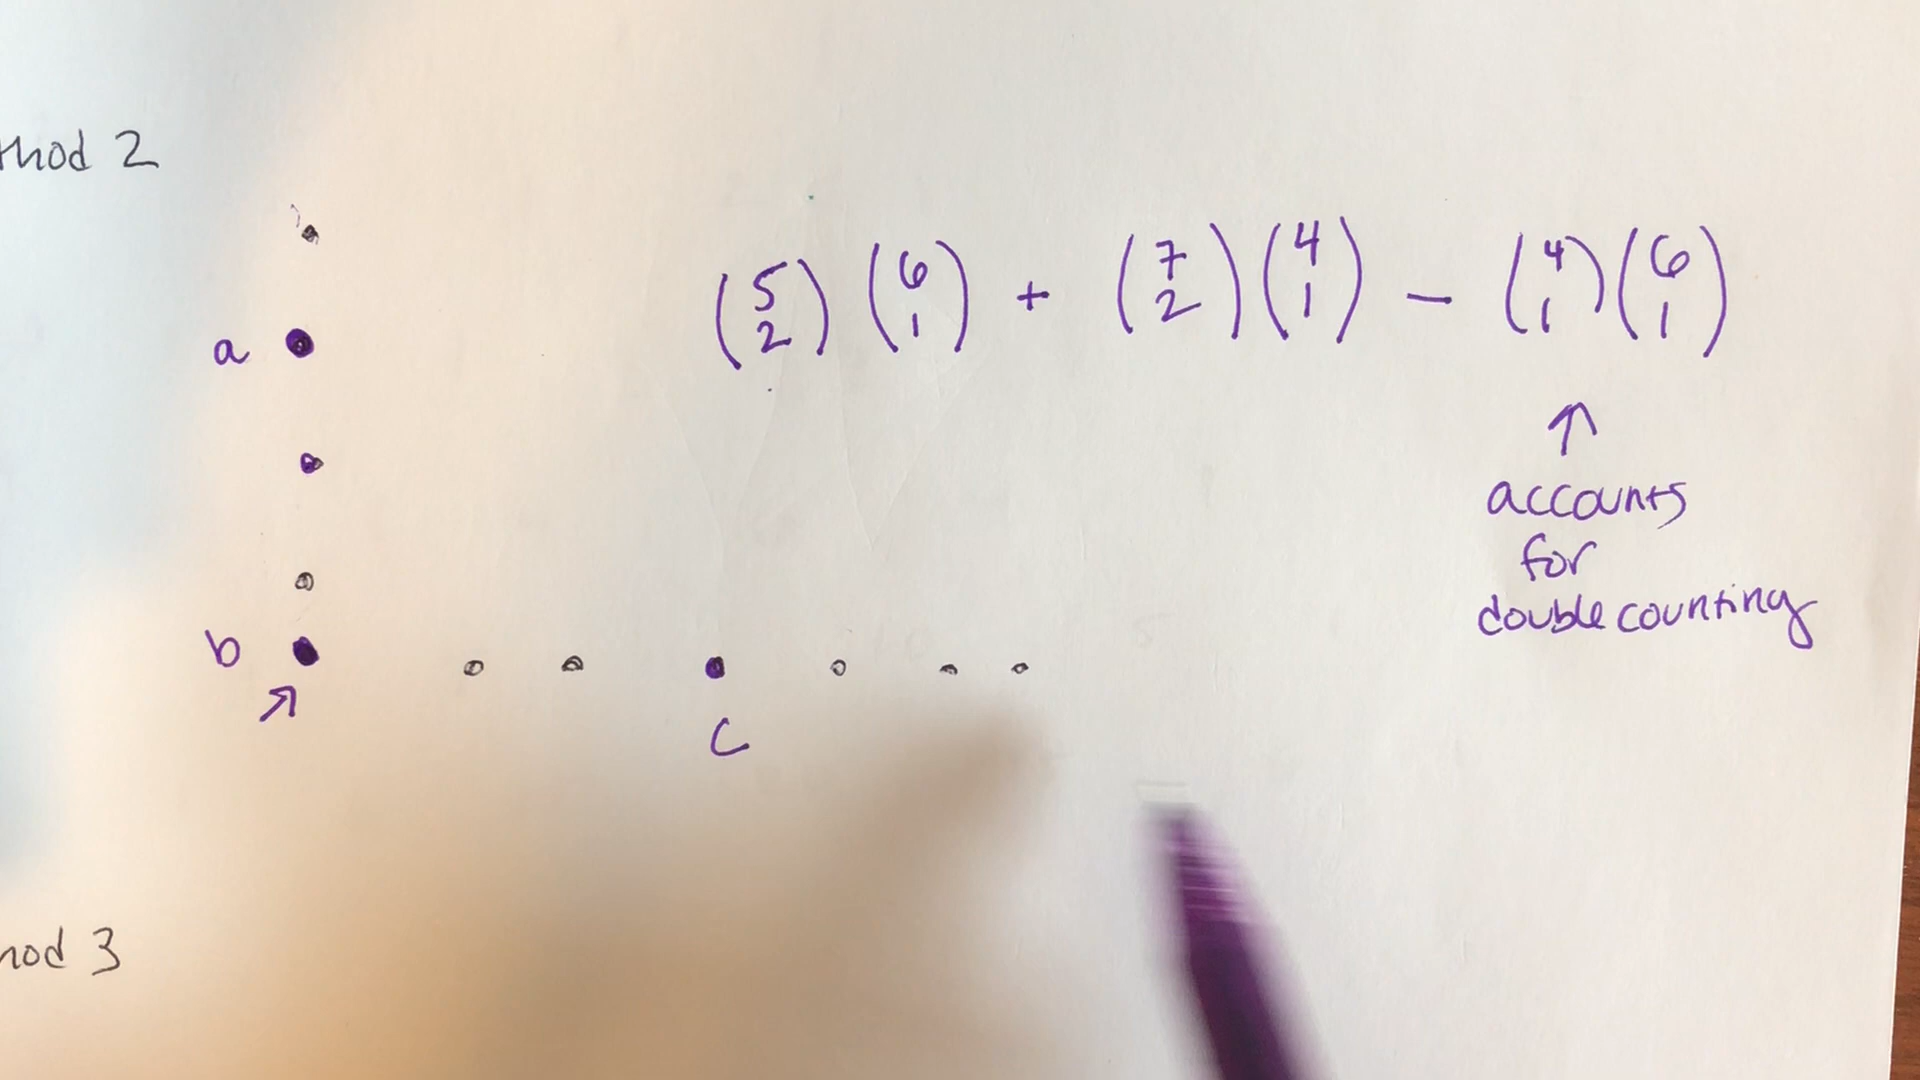 thod 2
a
b
c
(5 2)(6 1) + (7 2)(4 1) − (4 1)(6 1)
↑
accounts
for
double counting
hod 3